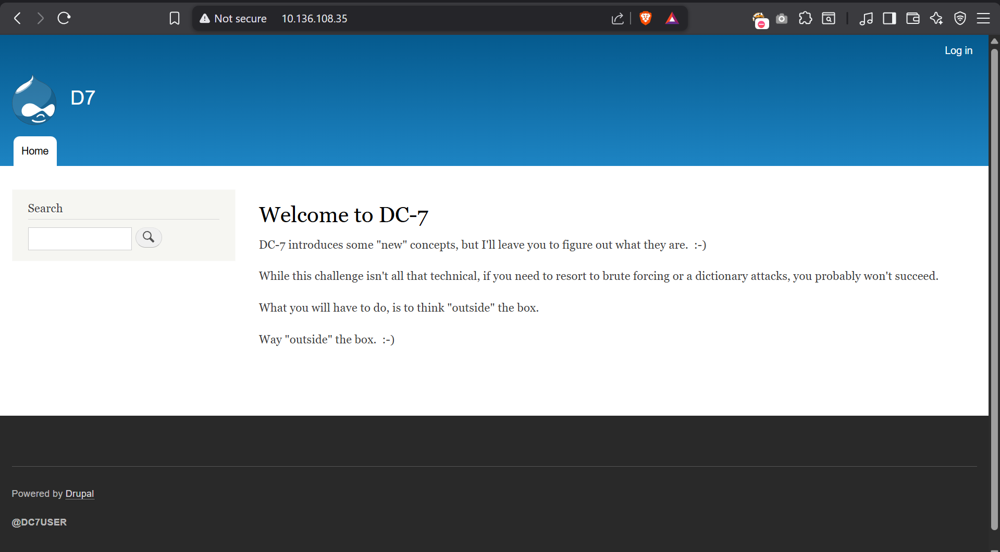 Not secure 10.136.108.35
Log in
D7
Home
Search
Welcome to DC-7
DC-7 introduces some "new" concepts, but I'll leave you to figure out what they are.  :-)
While this challenge isn't all that technical, if you need to resort to brute forcing or a dictionary attacks, you probably won't succeed.
What you will have to do, is to think "outside" the box.
Way "outside" the box.  :-)
Powered by Drupal
@DC7USER